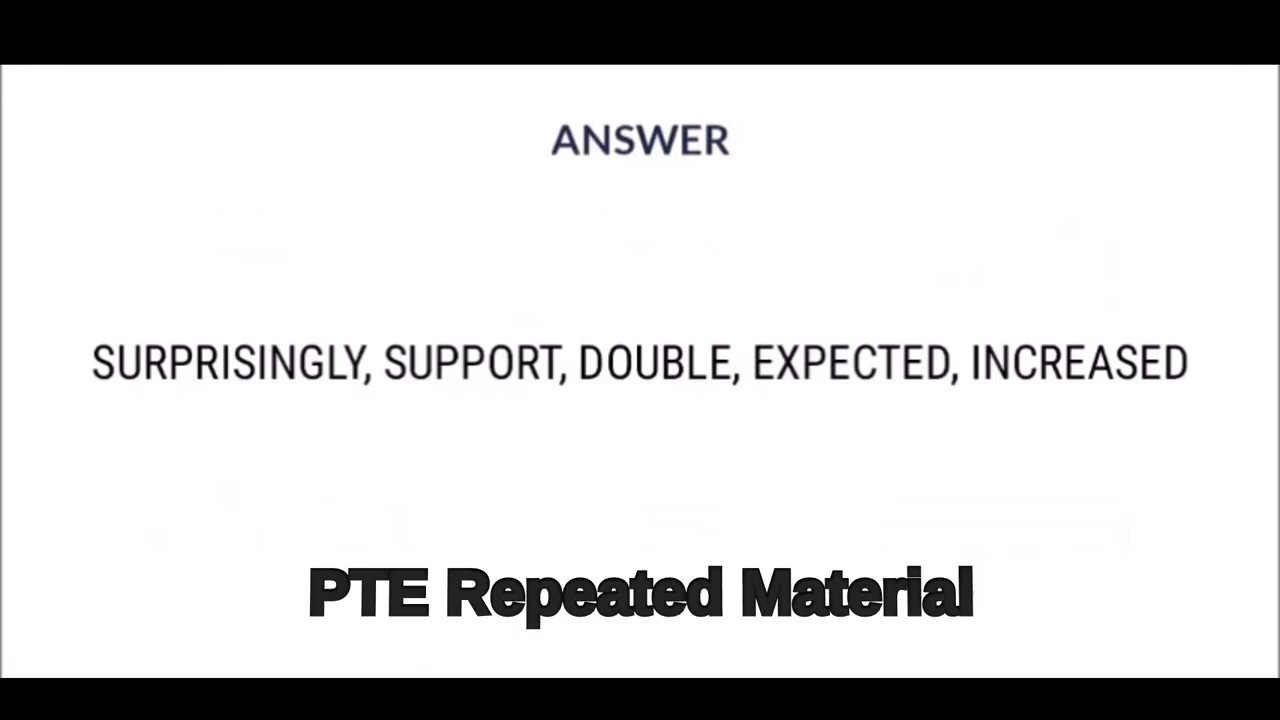 ANSWER
SURPRISINGLY, SUPPORT, DOUBLE, EXPECTED, INCREASED
PTE Repeated Material